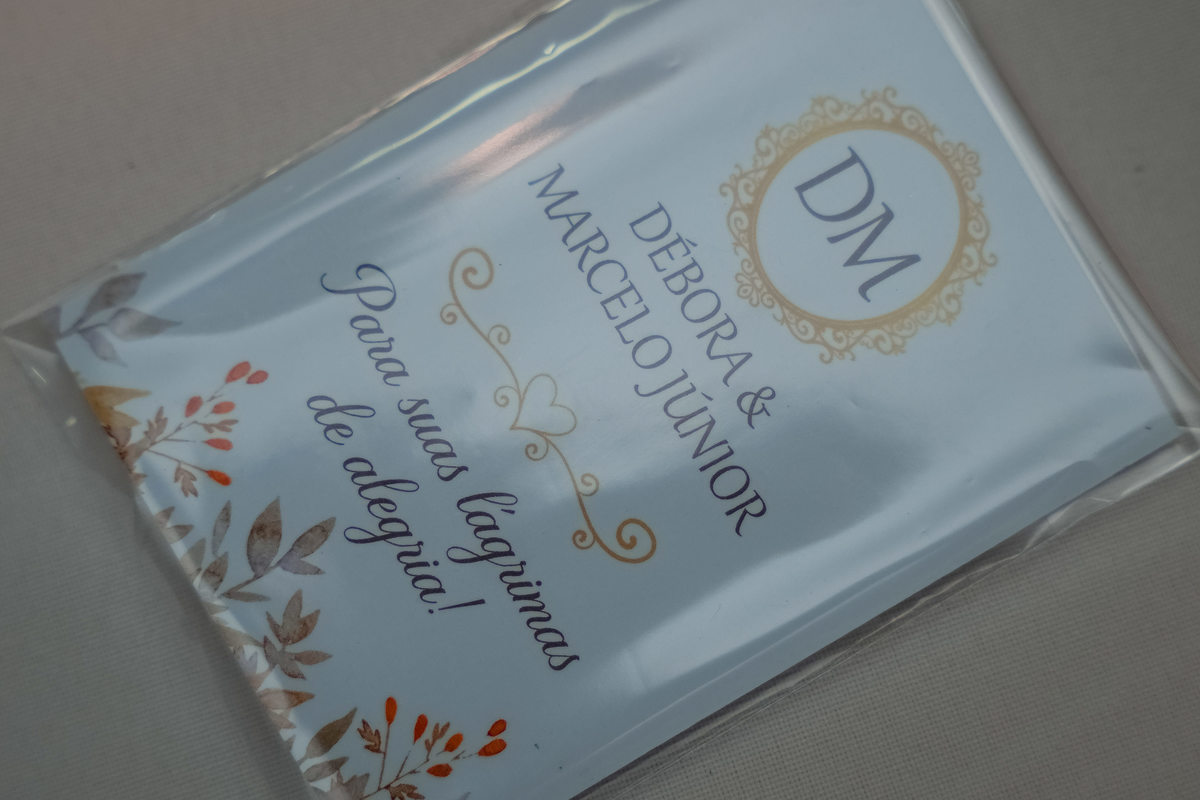 DM
DÉBORA &
MARCELO JÚNIOR
Para suas lágrimas
de alegria!